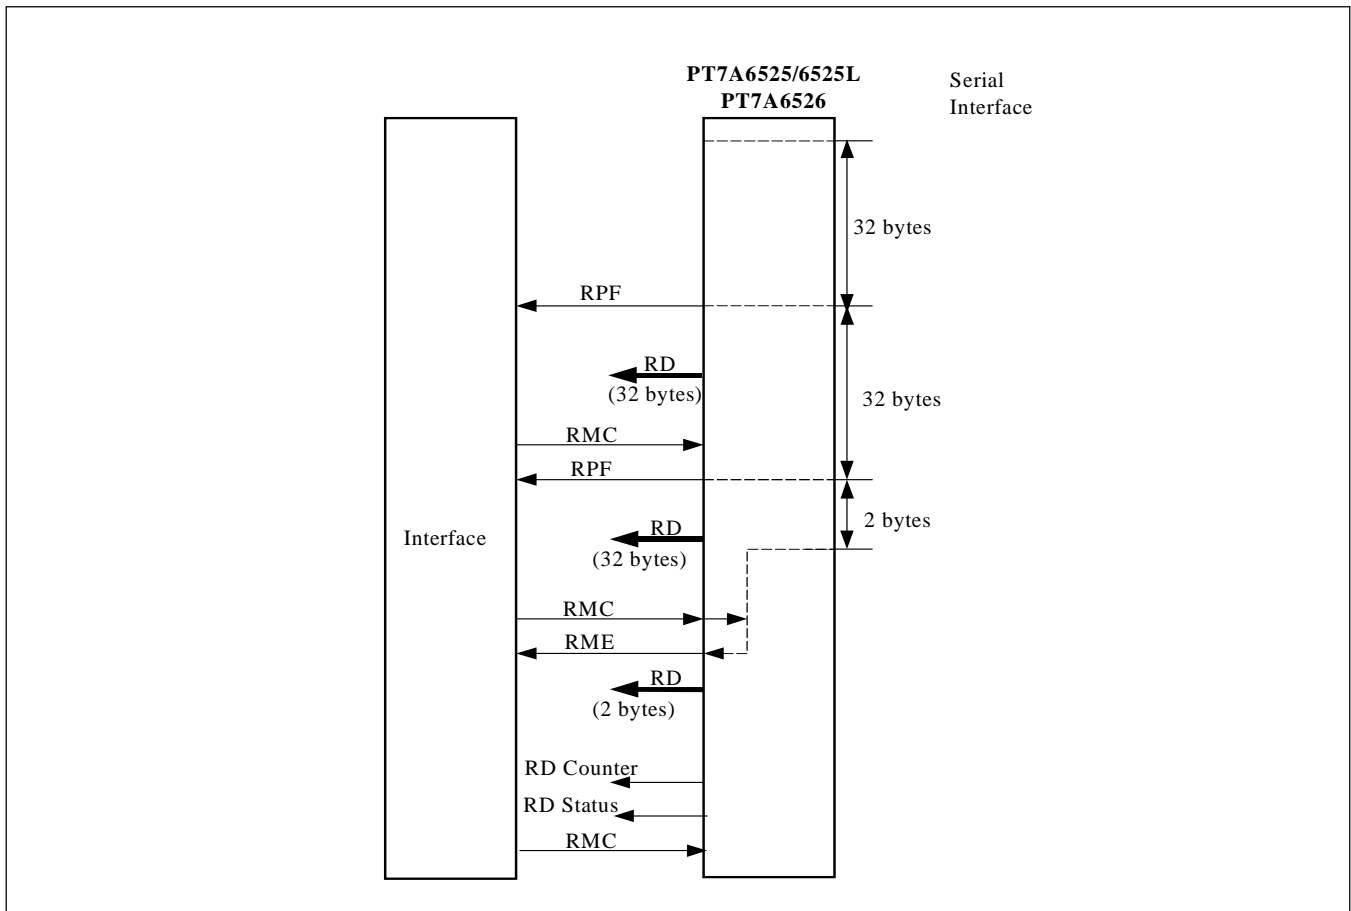 PT7A6525/6525L
PT7A6526
Serial
Interface
32 bytes
RPF
RD
(32 bytes)
32 bytes
RMC
RPF
2 bytes
RD
Interface
(32 bytes)
RMC
RME
RD
(2 bytes)
RD Counter
RD Status
RMC